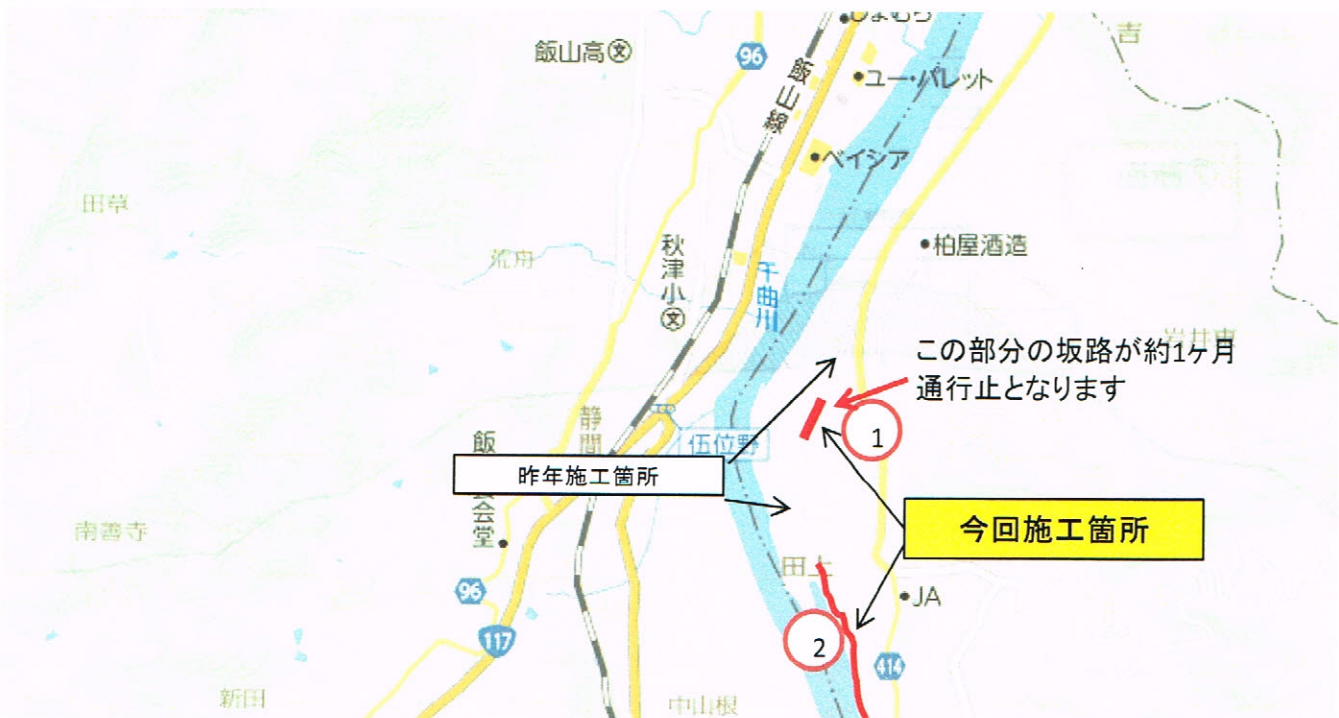 飯山高
文
96
飯山線
ユー・パレット
吉
ベイシア
田草
荒舟
秋津小
文
千曲川
柏屋酒造
この部分の坂路が約1ヶ月
通行止となります
1
静間
伍位野
昨年施工箇所
今回施工箇所
飯
会堂
南善寺
田上
JA
96
117
2
414
新田
中山根